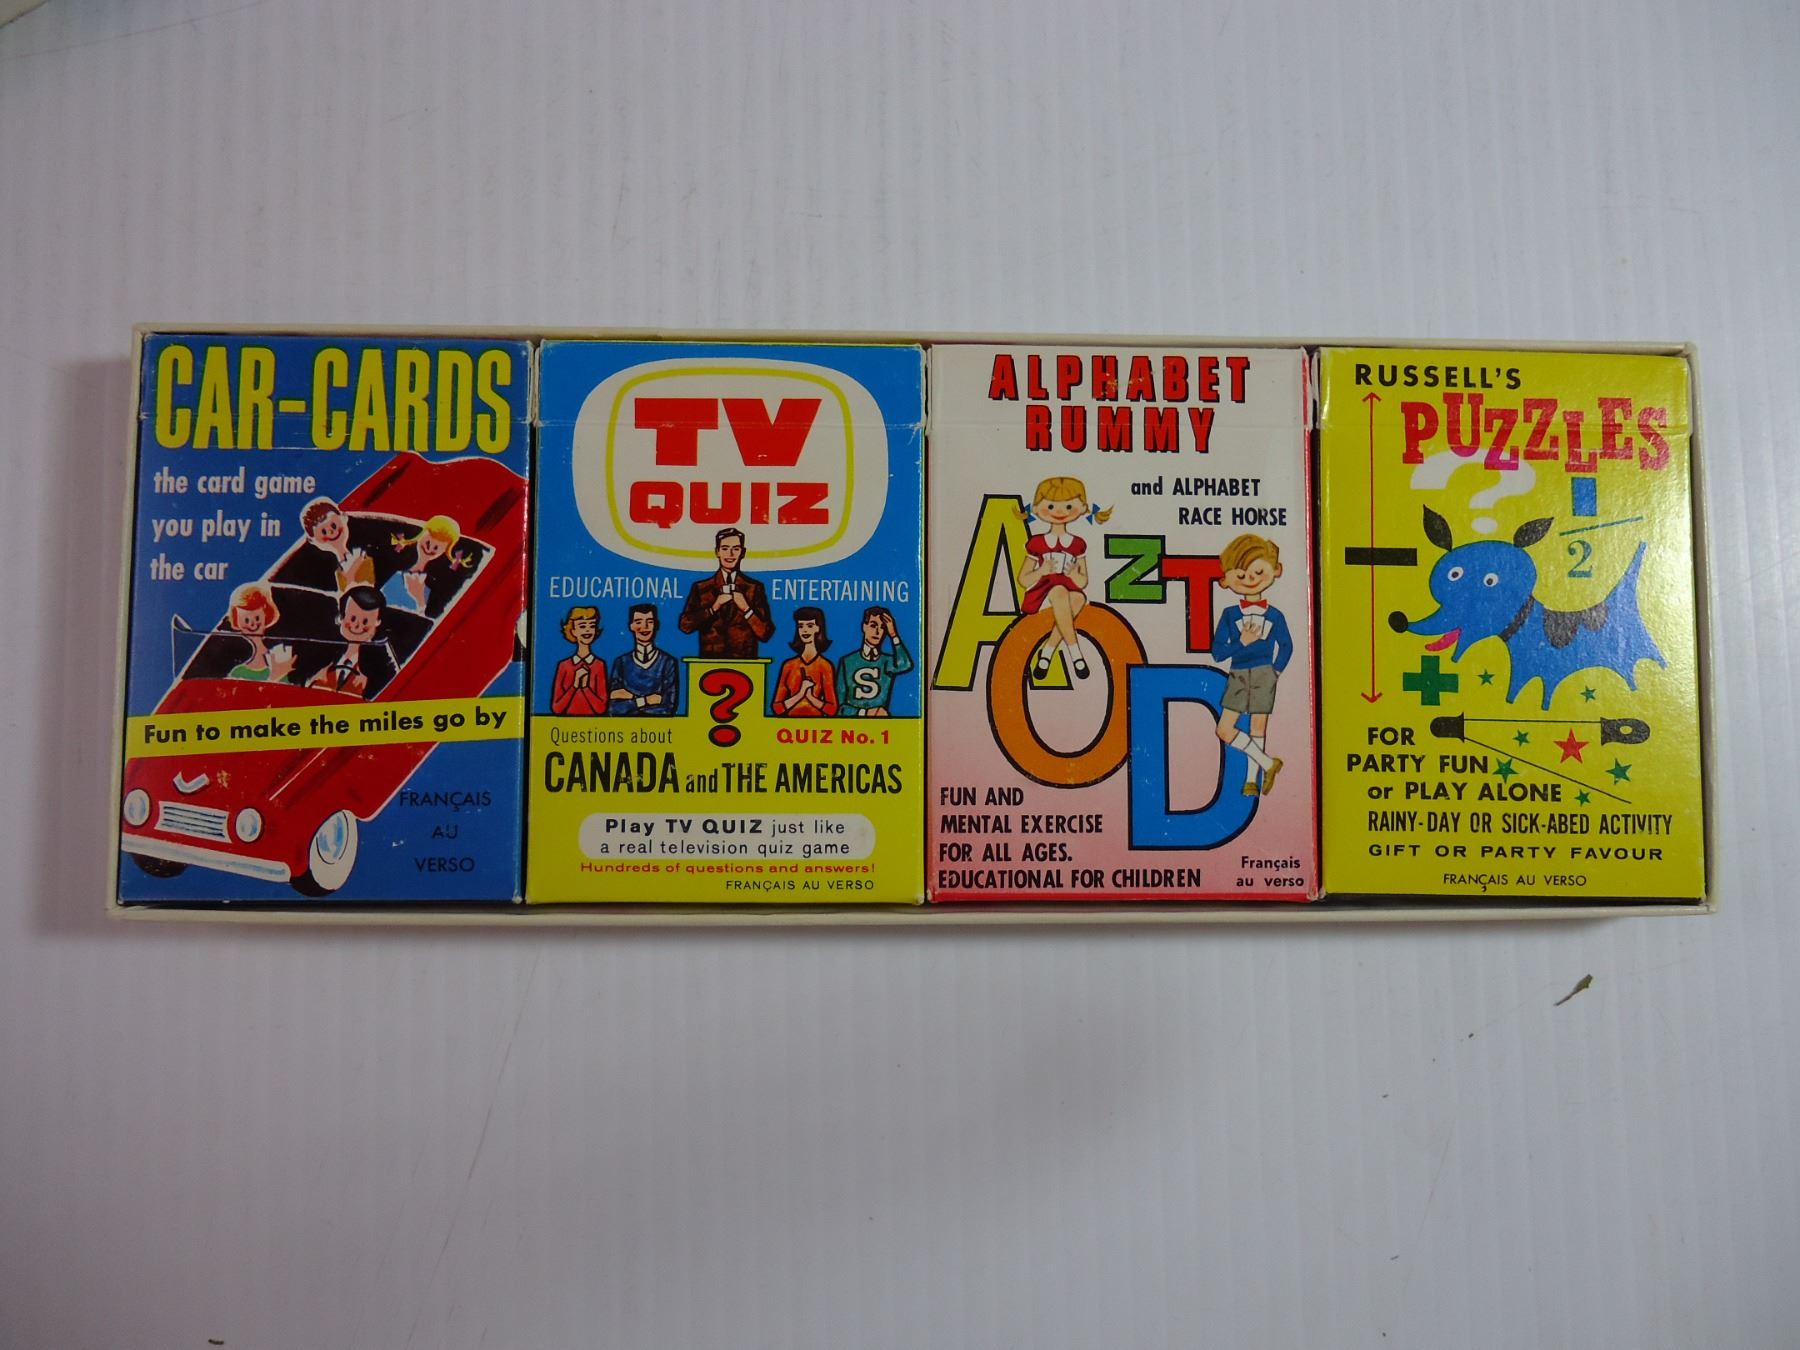 CAR-CARDS
the card game
you play in
the car
Fun to make the miles go by
FRANÇAIS
AU
VERSO
TV
QUIZ
EDUCATIONAL ENTERTAINING
S
?
Questions about QUIZ No. 1
CANADA and THE AMERICAS
Play TV QUIZ just like
a real television quiz game
Hundreds of questions and answers!
FRANÇAIS AU VERSO
ALPHABET
RUMMY
and ALPHABET
RACE HORSE
A Z T
O D
FUN AND
MENTAL EXERCISE
FOR ALL AGES.
EDUCATIONAL FOR CHILDREN
Français
au verso
RUSSELL'S
PUZZLES
?
1
2
FOR
PARTY FUN
or PLAY ALONE
RAINY-DAY OR SICK-ABED ACTIVITY
GIFT OR PARTY FAVOUR
FRANÇAIS AU VERSO